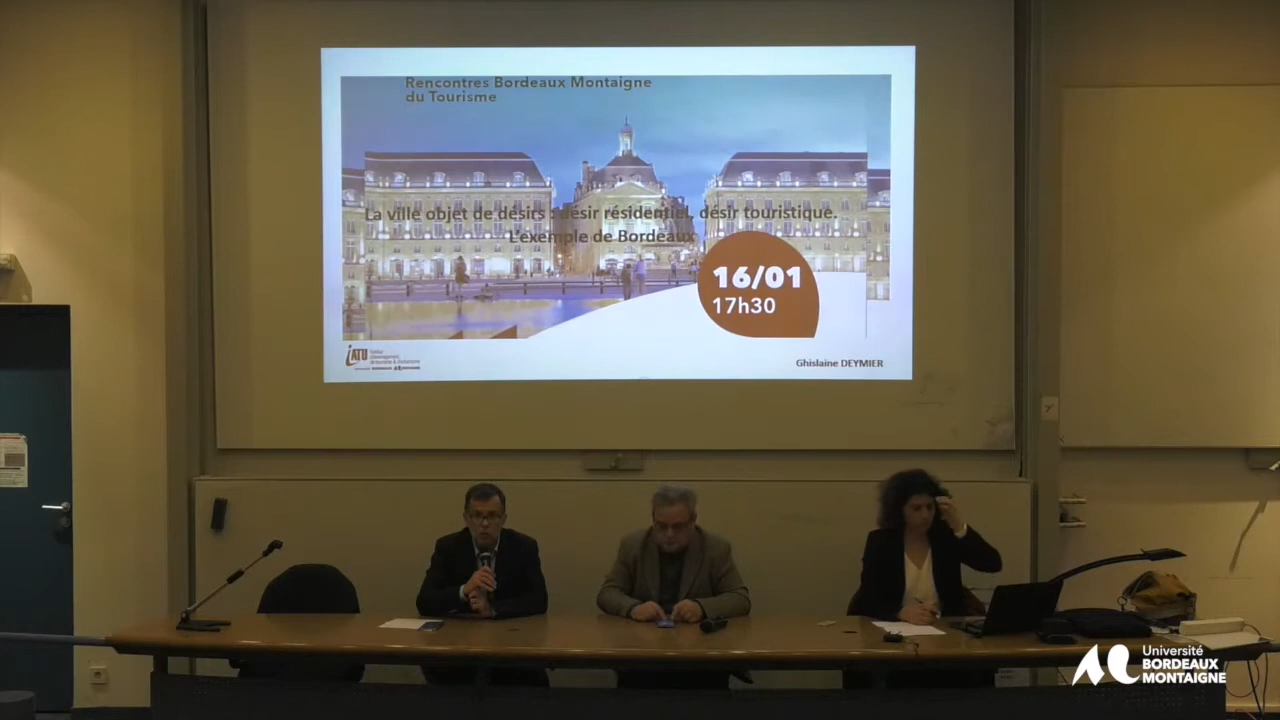 Rencontres Bordeaux Montaigne
du Tourisme
La ville objet de désirs : désir résidentiel, désir touristique.
L'exemple de Bordeaux
16/01
17h30
iATU
Ghislaine DEYMIER
Université
BORDEAUX
MONTAIGNE